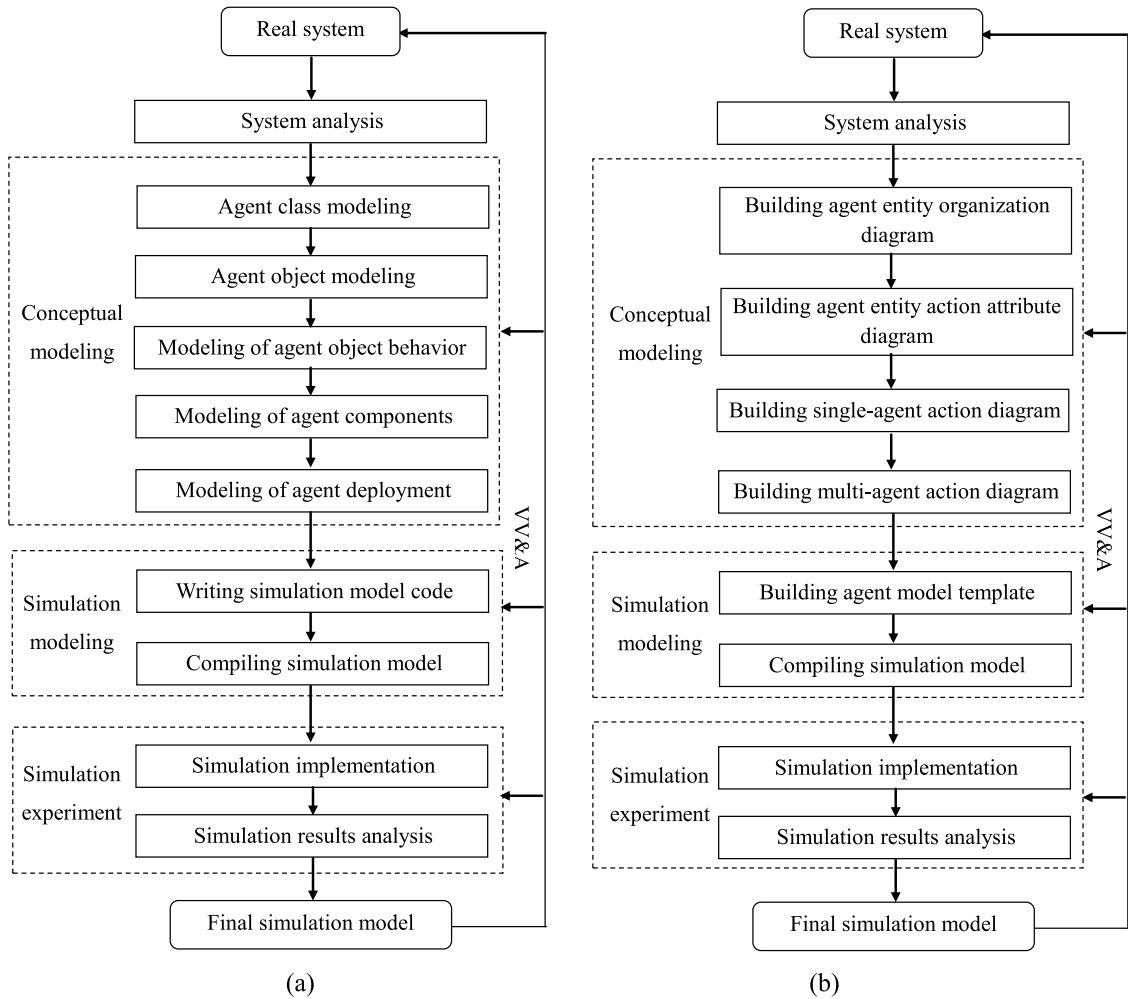 Real system
System analysis
Conceptual
modeling
Agent class modeling
Agent object modeling
Modeling of agent object behavior
Modeling of agent components
Modeling of agent deployment
VV&A
Simulation
modeling
Writing simulation model code
Compiling simulation model
Simulation
experiment
Simulation implementation
Simulation results analysis
Final simulation model
(a)
Real system
System analysis
Conceptual
modeling
Building agent entity organization
diagram
Building agent entity action attribute
diagram
Building single-agent action diagram
Building multi-agent action diagram
VV&A
Simulation
modeling
Building agent model template
Compiling simulation model
Simulation
experiment
Simulation implementation
Simulation results analysis
Final simulation model
(b)